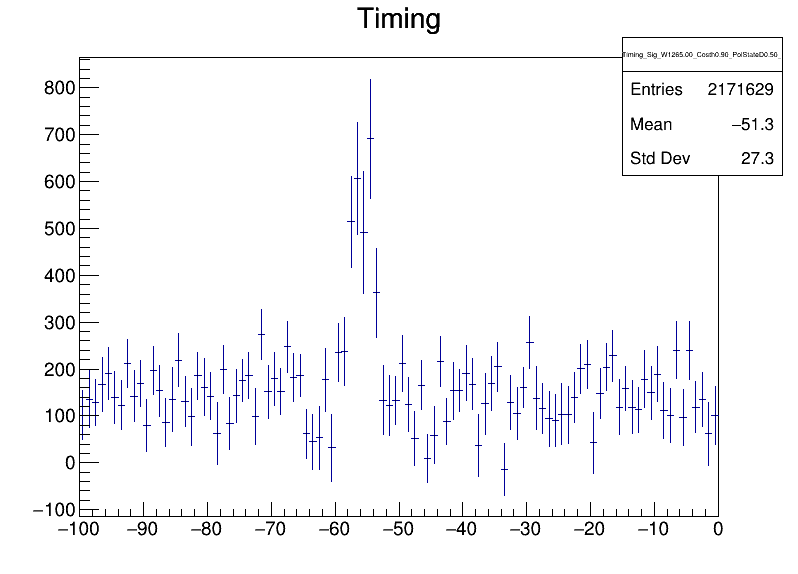 Timing
Timing_Sig_W1265.00_Costh0.90_PolStateD0.50_
Entries 2171629
Mean −51.3
Std Dev 27.3
800
700
600
500
400
300
200
100
0
−100
−100 −90 −80 −70 −60 −50 −40 −30 −20 −10 0